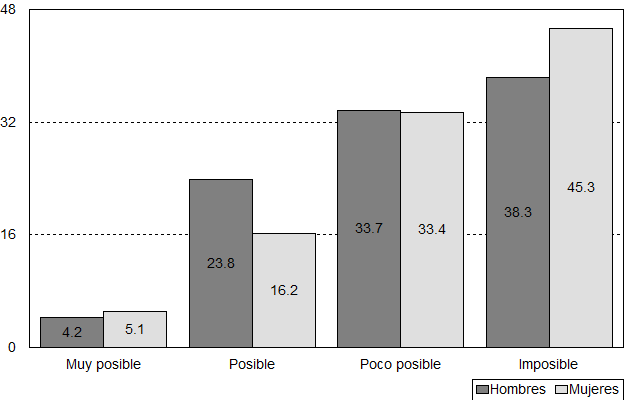 48
32
33.7
33.4
38.3
45.3
16
23.8
16.2
4.2
5.1
0
Muy posible
Posible
Poco posible
Imposible
Hombres
Mujeres